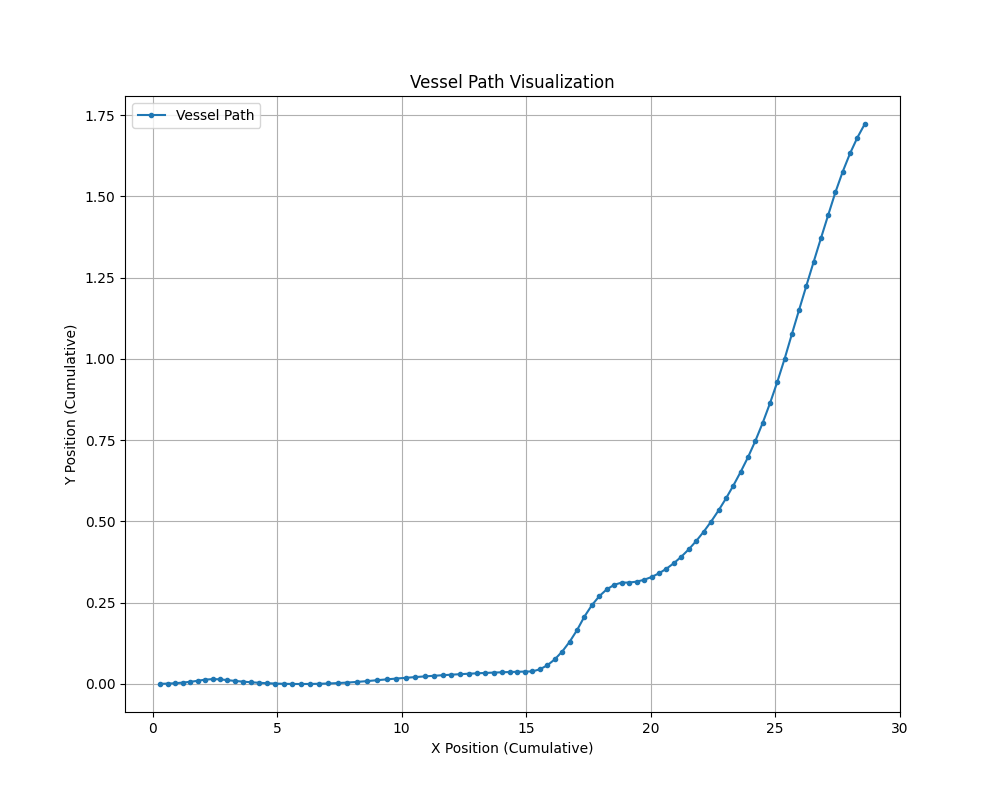 Vessel Path Visualization
Vessel Path
Y Position (Cumulative)
1.75
1.50
1.25
1.00
0.75
0.50
0.25
0.00
0 5 10 15 20 25 30
X Position (Cumulative)